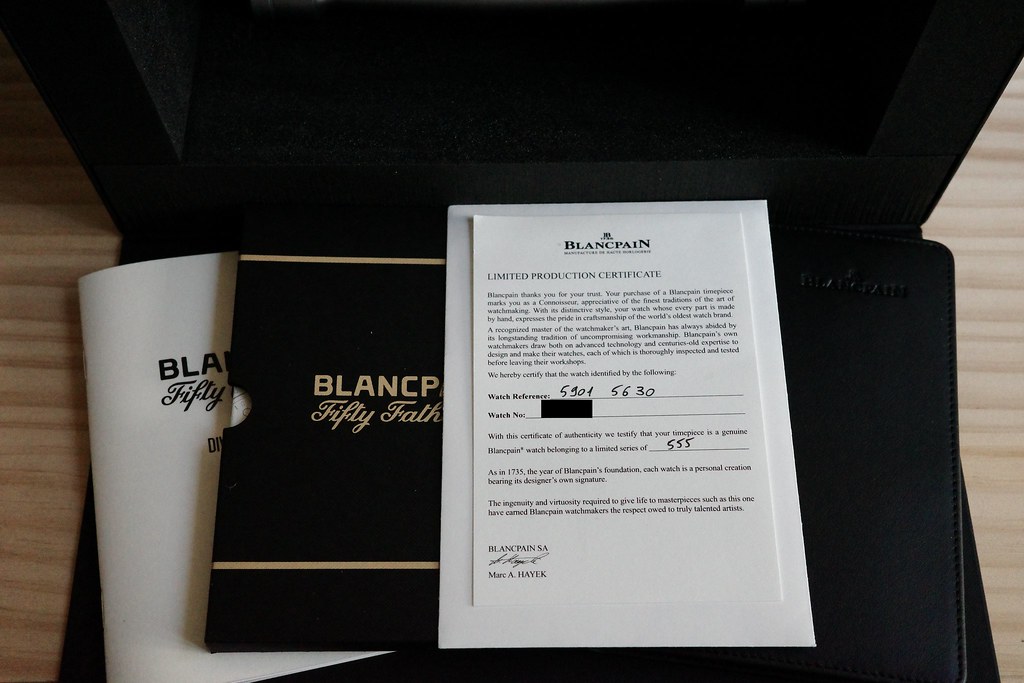 BLA
Fifty
DI
BLANCP
Fifty Fath
JB
1735
BLANCPAIN
MANUFACTURE DE HAUTE HORLOGERIE
LIMITED PRODUCTION CERTIFICATE
Blancpain thanks you for your trust. Your purchase of a Blancpain timepiece
marks you as a Connoisseur, appreciative of the finest traditions of the art of
watchmaking. With its distinctive style, your watch whose every part is made
by hand, expresses the pride in craftsmanship of the world's oldest watch brand.
A recognized master of the watchmaker's art, Blancpain has always abided by
its longstanding tradition of uncompromising workmanship. Blancpain's own
watchmakers draw both on advanced technology and centuries-old expertise to
design and make their watches, each of which is thoroughly inspected and tested
before leaving their workshops.
We hereby certify that the watch identified by the following:
Watch Reference: 5901 5630
Watch No:
With this certificate of authenticity we testify that your timepiece is a genuine
Blancpain® watch belonging to a limited series of 555
As in 1735, the year of Blancpain's foundation, each watch is a personal creation
bearing its designer's own signature.
The ingenuity and virtuosity required to give life to masterpieces such as this one
have earned Blancpain watchmakers the respect owed to truly talented artists.
BLANCPAIN SA
Marc A. HAYEK
BLANCPAIN